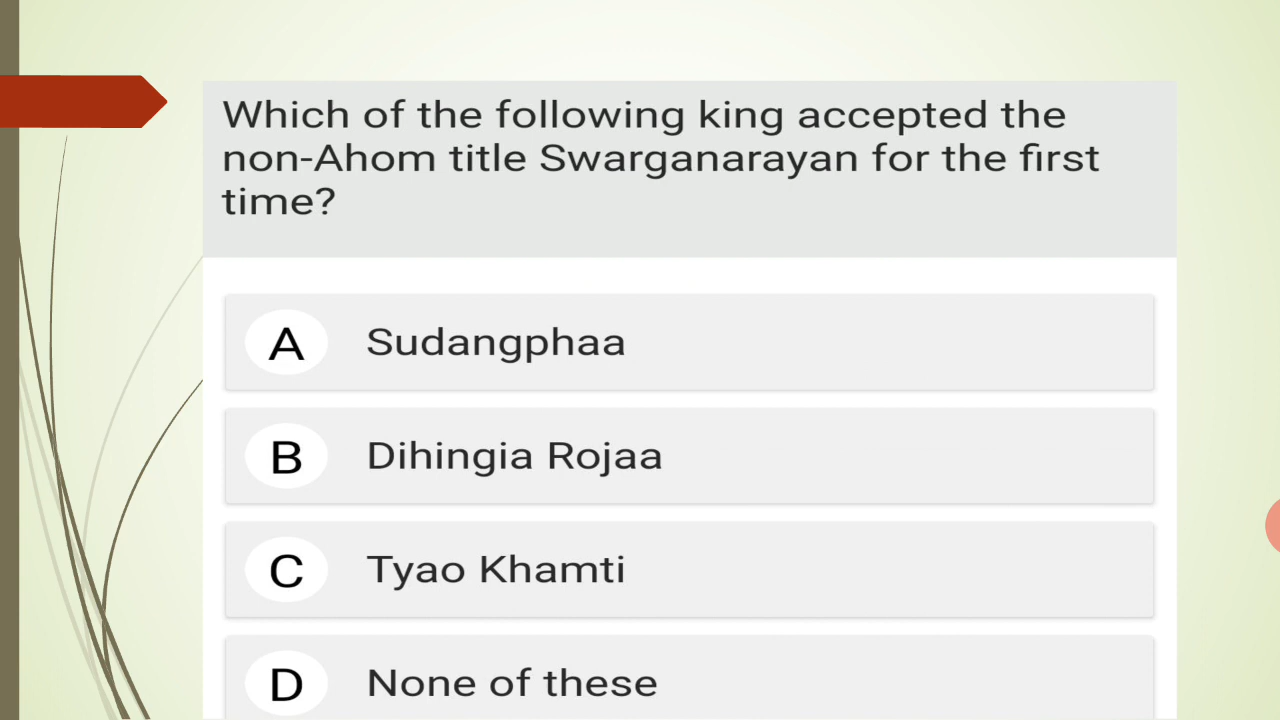 Which of the following king accepted the
non-Ahom title Swarganarayan for the first
time?
A Sudangphaa
B Dihingia Rojaa
C Tyao Khamti
D None of these